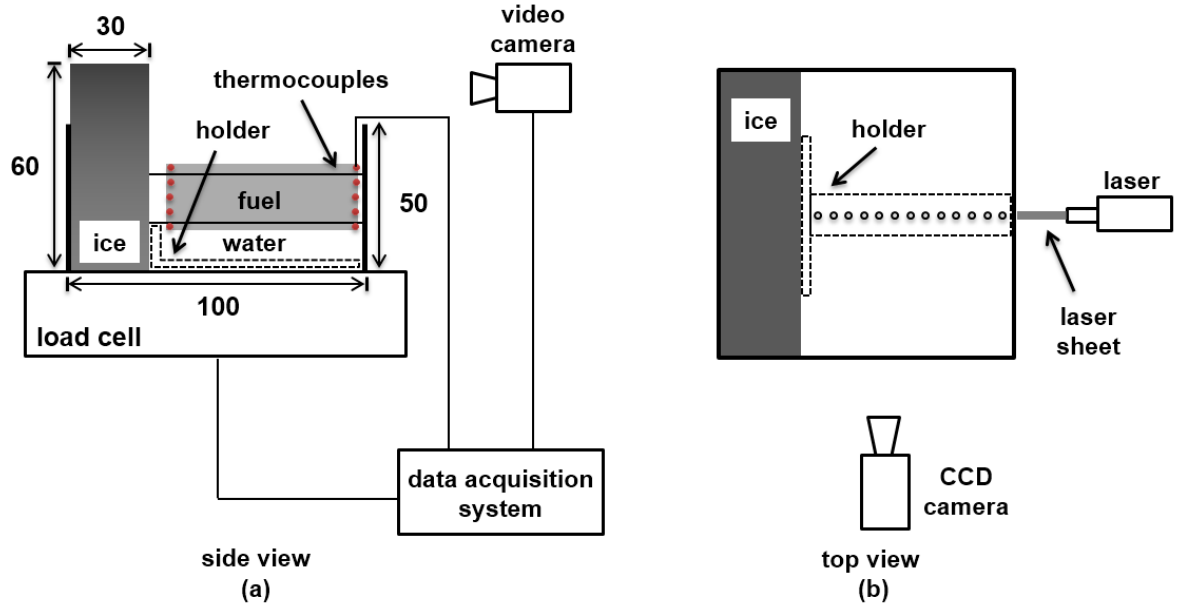 30
video
camera
thermocouples
holder
60
fuel
50
ice
water
100
load cell
data acquisition
system
side view
(a)
ice
holder
laser
laser
sheet
CCD
camera
top view
(b)